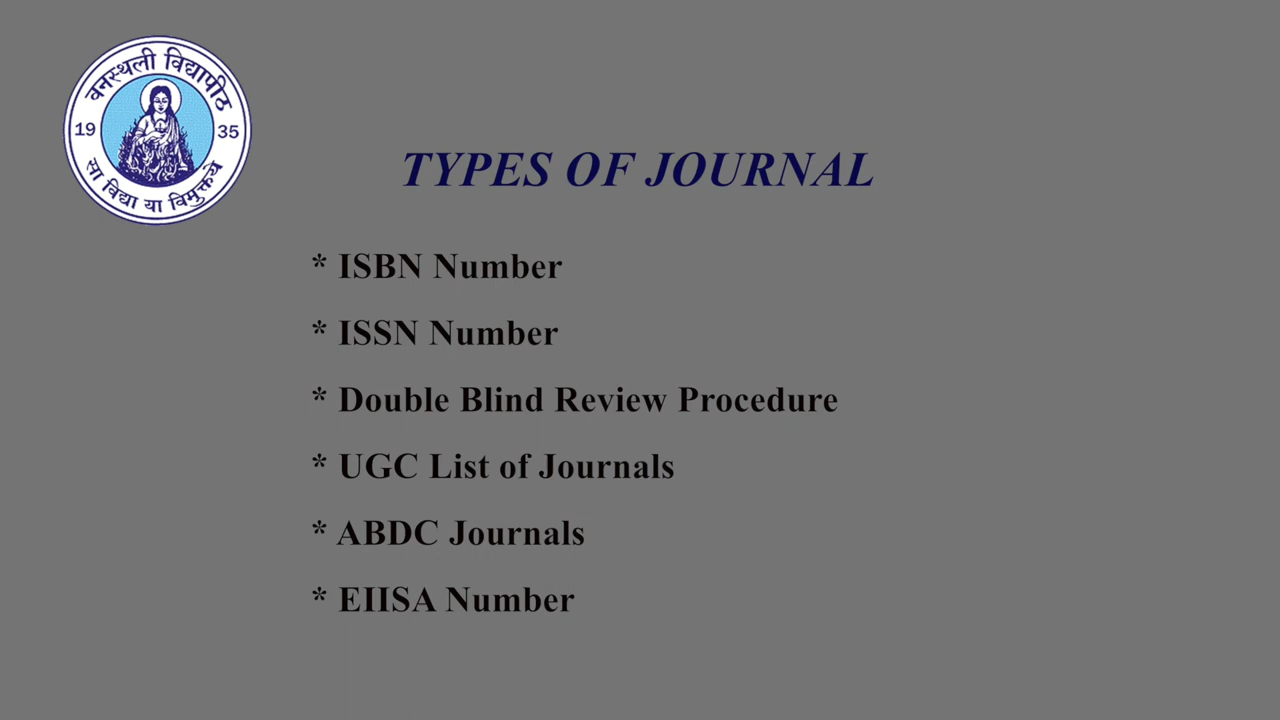 वनस्थली विद्यापीठ
19 35
सा विद्या या विमुक्तये
TYPES OF JOURNAL
* ISBN Number
* ISSN Number
* Double Blind Review Procedure
* UGC List of Journals
* ABDC Journals
* EIISA Number